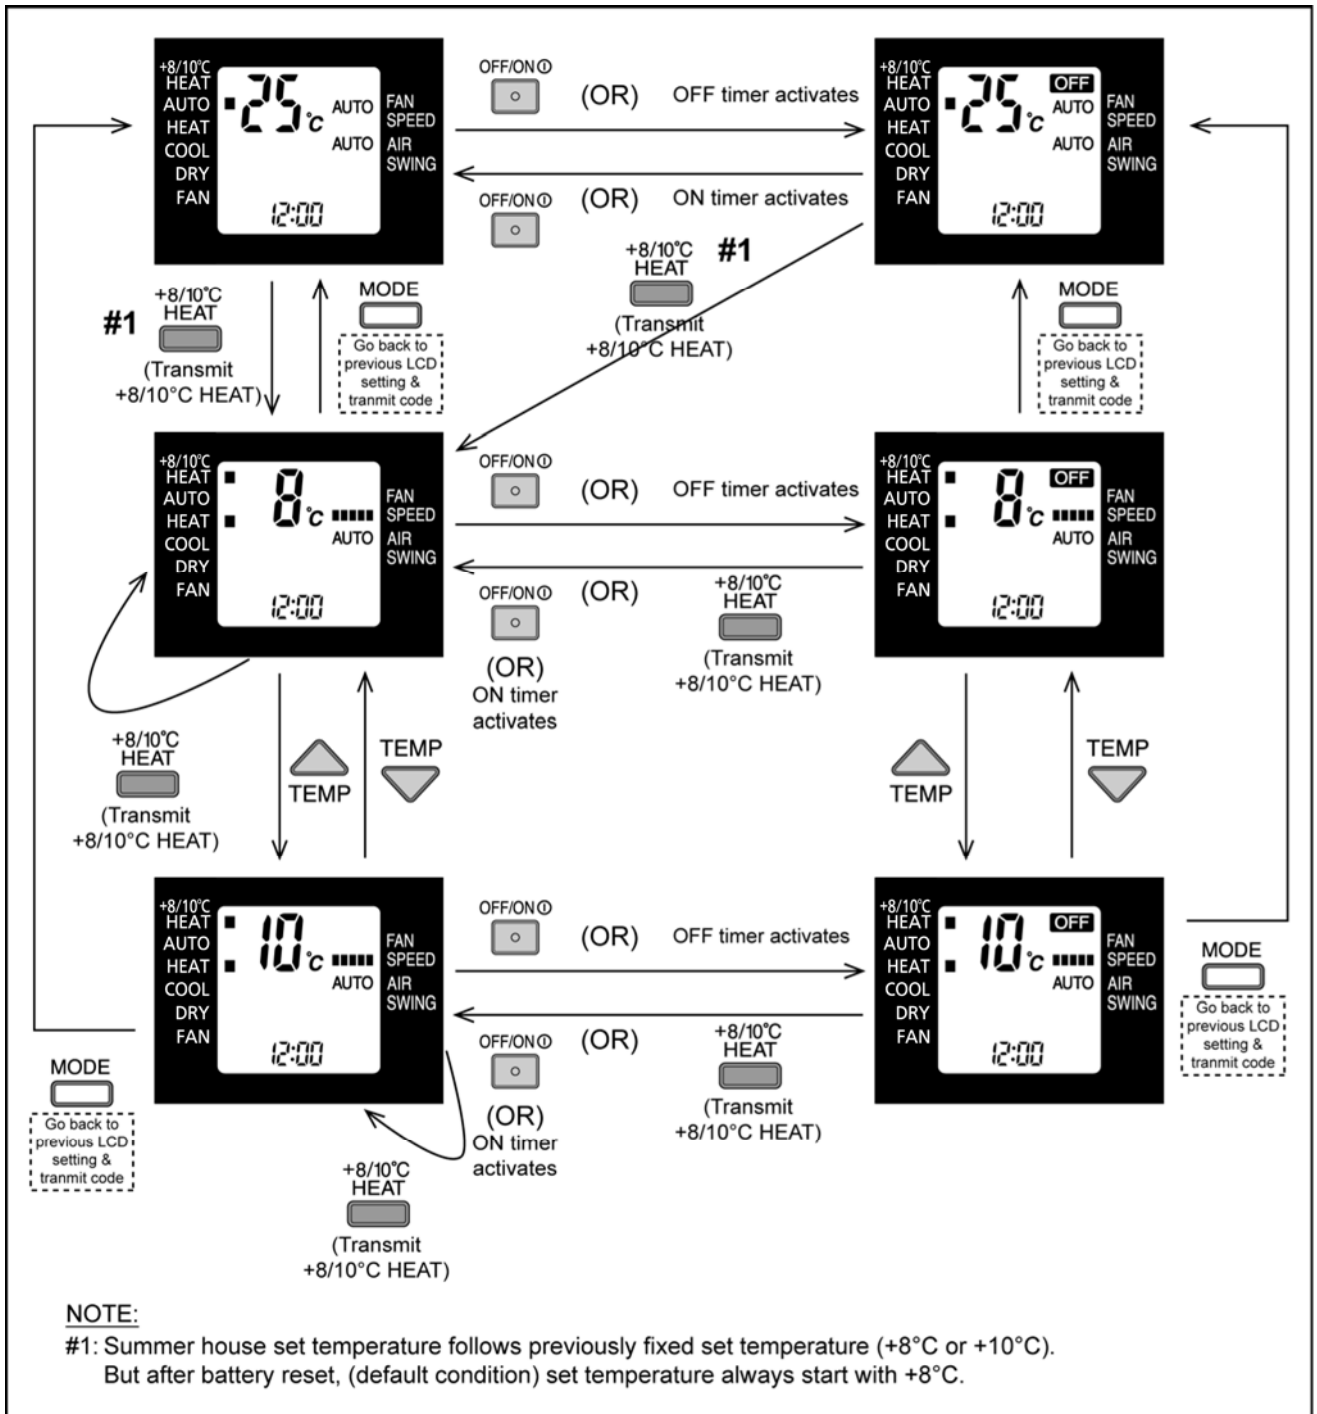 +8/10°C
HEAT
AUTO
HEAT
COOL
DRY
FAN
25°C
AUTO
AUTO
FAN
SPEED
AIR
SWING
12:00
OFF/ON
(OR) OFF timer activates
OFF/ON
(OR) ON timer activates
+8/10°C
HEAT
AUTO
HEAT
COOL
DRY
FAN
OFF
25°C
AUTO
AUTO
FAN
SPEED
AIR
SWING
12:00
#1
+8/10°C
HEAT
(Transmit
+8/10°C HEAT)
MODE
Go back to
previous LCD
setting &
tranmit code
+8/10°C
HEAT
#1
(Transmit
+8/10°C HEAT)
MODE
Go back to
previous LCD
setting &
tranmit code
+8/10°C
HEAT
AUTO
HEAT
COOL
DRY
FAN
8°C
AUTO
FAN
SPEED
AIR
SWING
12:00
OFF/ON
(OR) OFF timer activates
OFF/ON
(OR)
(OR)
ON timer
activates
+8/10°C
HEAT
(Transmit
+8/10°C HEAT)
+8/10°C
HEAT
AUTO
HEAT
COOL
DRY
FAN
OFF
8°C
AUTO
FAN
SPEED
AIR
SWING
12:00
+8/10°C
HEAT
(Transmit
+8/10°C HEAT)
TEMP
TEMP
TEMP
TEMP
+8/10°C
HEAT
AUTO
HEAT
COOL
DRY
FAN
10°C
AUTO
FAN
SPEED
AIR
SWING
12:00
OFF/ON
(OR) OFF timer activates
OFF/ON
(OR)
(OR)
ON timer
activates
+8/10°C
HEAT
(Transmit
+8/10°C HEAT)
+8/10°C
HEAT
AUTO
HEAT
COOL
DRY
FAN
OFF
10°C
AUTO
FAN
SPEED
AIR
SWING
12:00
MODE
Go back to
previous LCD
setting &
tranmit code
MODE
Go back to
previous LCD
setting &
tranmit code
+8/10°C
HEAT
(Transmit
+8/10°C HEAT)
NOTE:
#1: Summer house set temperature follows previously fixed set temperature (+8°C or +10°C).
But after battery reset, (default condition) set temperature always start with +8°C.